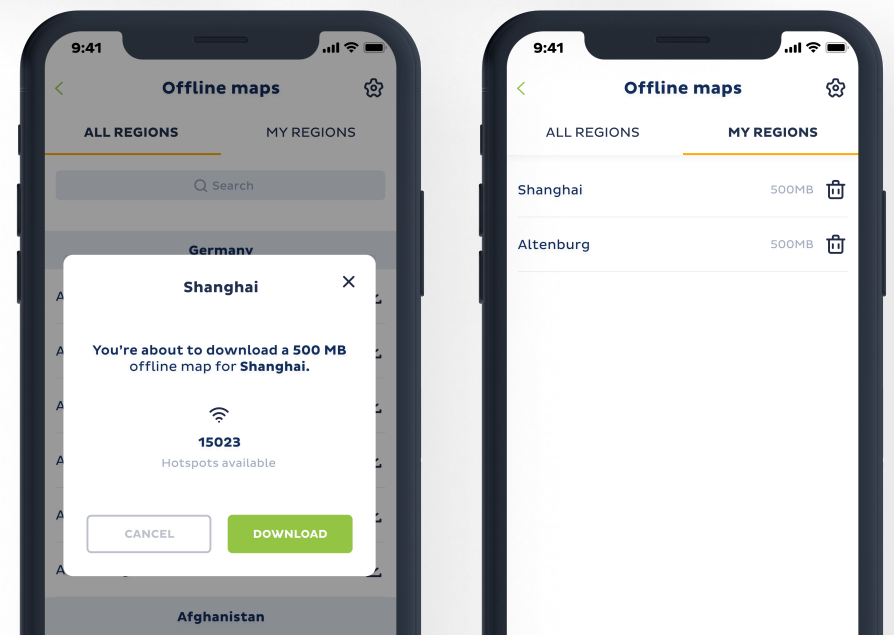 9:41
Offline maps
ALL REGIONS
MY REGIONS
Search
Germany
A
A
A
A
A
A
Shanghai
You're about to download a 500 MB
offline map for Shanghai.
15023
Hotspots available
CANCEL
DOWNLOAD
Afghanistan
9:41
Offline maps
ALL REGIONS
MY REGIONS
Shanghai 500MB
Altenburg 500MB